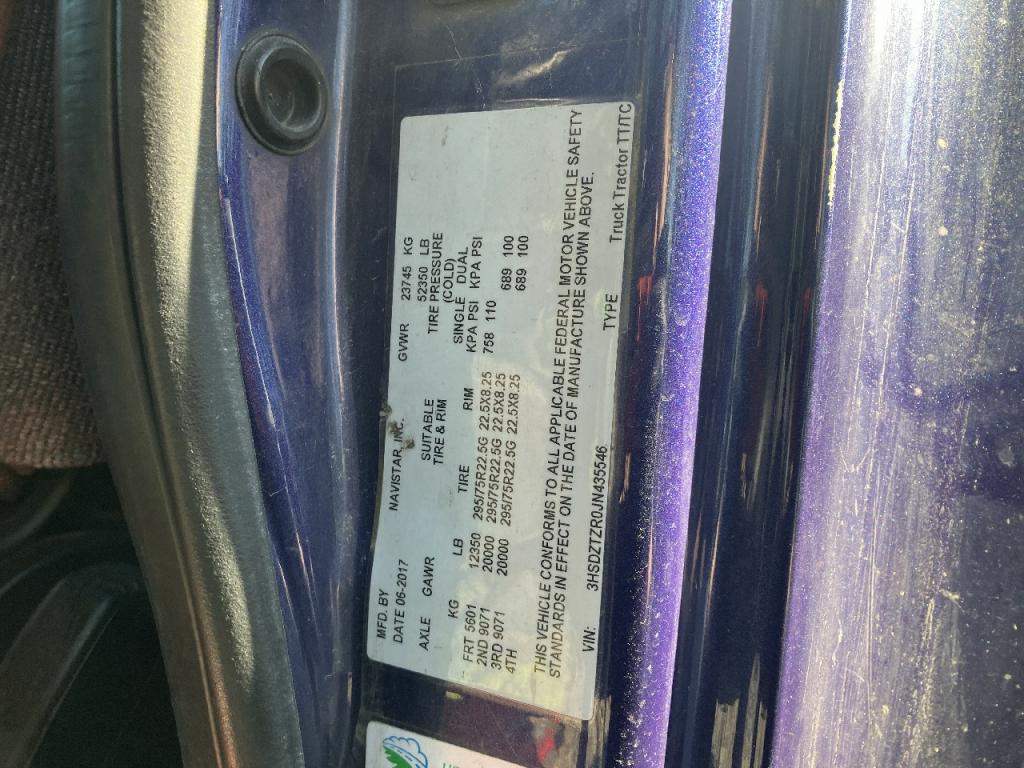 MFD. BY NAVISTAR, INC. GVWR 23745 KG
DATE 06-2017 52350 LB
AXLE GAWR SUITABLE TIRE PRESSURE
TIRE & RIM (COLD)
SINGLE DUAL
KG LB TIRE RIM KPA PSI KPA PSI
FRT 5601 12350 295/75R22.5G 22.5X8.25 758 110
2ND 9071 20000 295/75R22.5G 22.5X8.25 689 100
3RD 9071 20000 295/75R22.5G 22.5X8.25 689 100
4TH
THIS VEHICLE CONFORMS TO ALL APPLICABLE FEDERAL MOTOR VEHICLE SAFETY
STANDARDS IN EFFECT ON THE DATE OF MANUFACTURE SHOWN ABOVE.
VIN: 3HSDZTZR0JN435546 TYPE Truck Tractor TT/TC